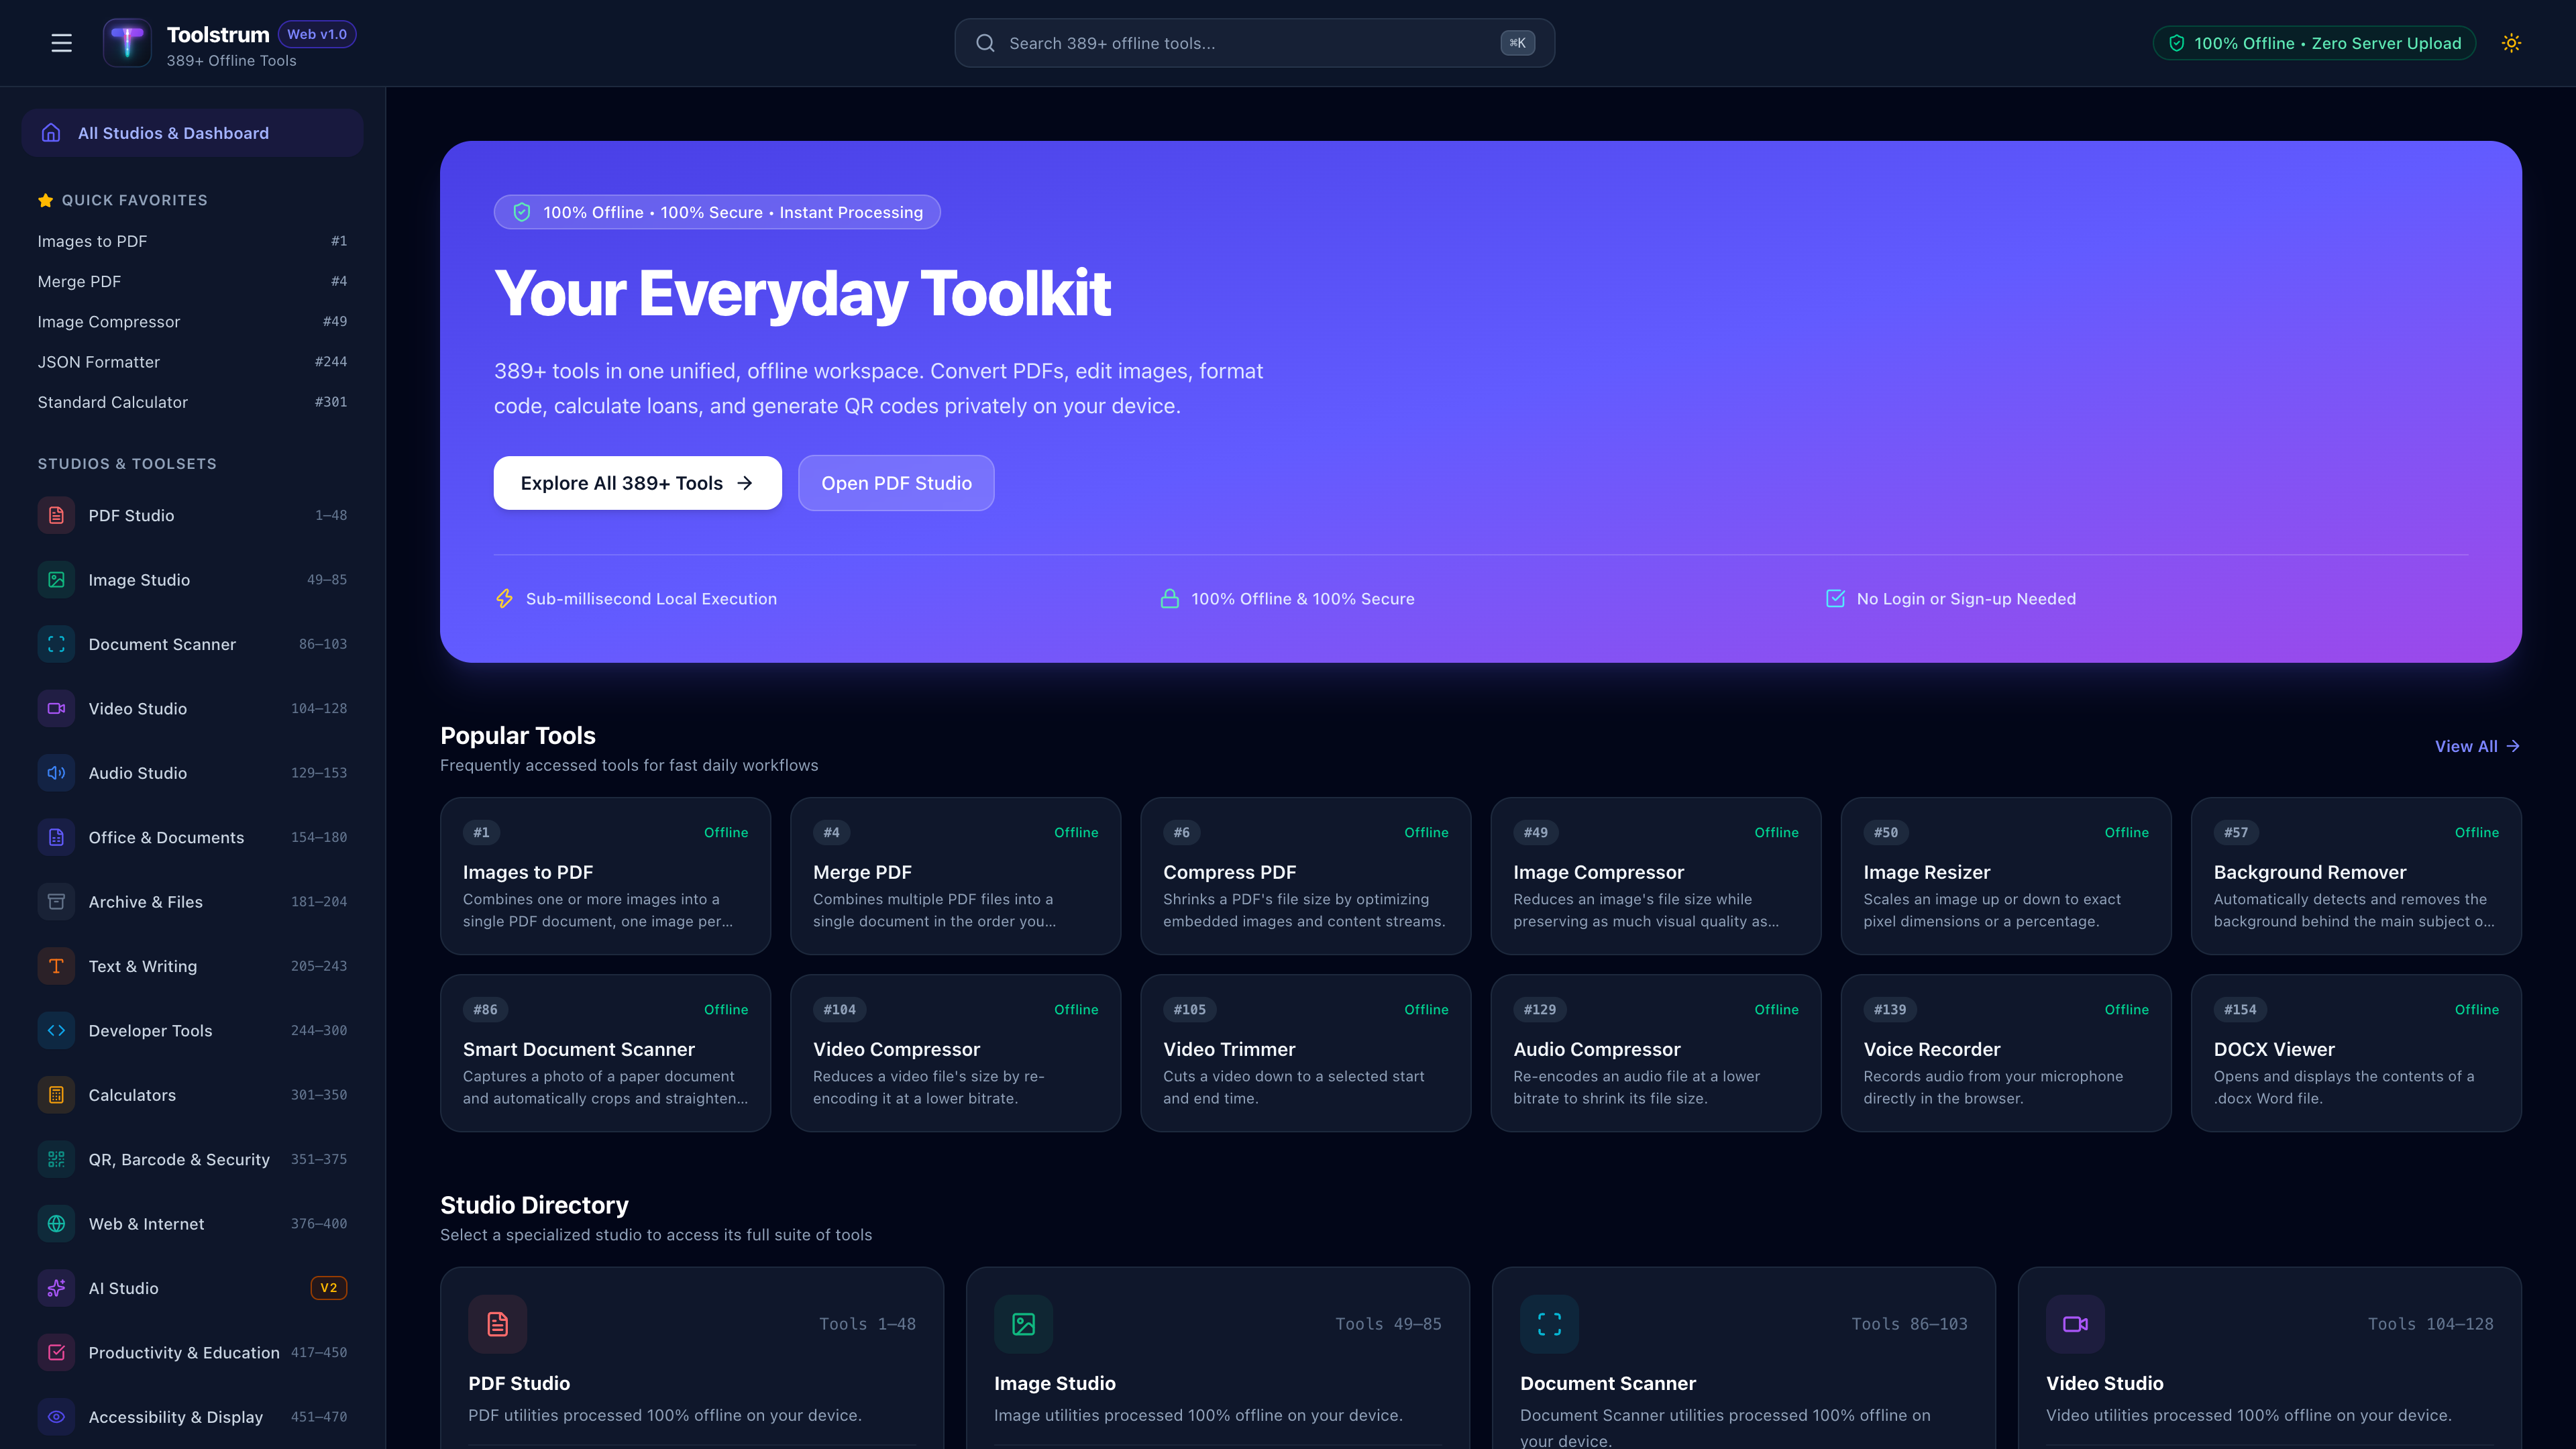 Toolstrum Web v1.0
389+ Offline Tools
Search 389+ offline tools...
⌘K
100% Offline • Zero Server Upload
All Studios & Dashboard
QUICK FAVORITES
Images to PDF #1
Merge PDF #4
Image Compressor #49
JSON Formatter #244
Standard Calculator #301
STUDIOS & TOOLSETS
PDF Studio 1–48
Image Studio 49–85
Document Scanner 86–103
Video Studio 104–128
Audio Studio 129–153
Office & Documents 154–180
Archive & Files 181–204
Text & Writing 205–243
Developer Tools 244–300
Calculators 301–350
QR, Barcode & Security 351–375
Web & Internet 376–400
AI Studio V2
Productivity & Education 417–450
Accessibility & Display 451–470
100% Offline • 100% Secure • Instant Processing
Your Everyday Toolkit
389+ tools in one unified, offline workspace. Convert PDFs, edit images, format
code, calculate loans, and generate QR codes privately on your device.
Explore All 389+ Tools →
Open PDF Studio
Sub-millisecond Local Execution
100% Offline & 100% Secure
No Login or Sign-up Needed
Popular Tools
Frequently accessed tools for fast daily workflows
View All →
#1 Offline
Images to PDF
Combines one or more images into a
single PDF document, one image per...
#4 Offline
Merge PDF
Combines multiple PDF files into a
single document in the order you...
#6 Offline
Compress PDF
Shrinks a PDF's file size by optimizing
embedded images and content streams.
#49 Offline
Image Compressor
Reduces an image's file size while
preserving as much visual quality as...
#50 Offline
Image Resizer
Scales an image up or down to exact
pixel dimensions or a percentage.
#57 Offline
Background Remover
Automatically detects and removes the
background behind the main subject o...
#86 Offline
Smart Document Scanner
Captures a photo of a paper document
and automatically crops and straighten...
#104 Offline
Video Compressor
Reduces a video file's size by re-
encoding it at a lower bitrate.
#105 Offline
Video Trimmer
Cuts a video down to a selected start
and end time.
#129 Offline
Audio Compressor
Re-encodes an audio file at a lower
bitrate to shrink its file size.
#139 Offline
Voice Recorder
Records audio from your microphone
directly in the browser.
#154 Offline
DOCX Viewer
Opens and displays the contents of a
.docx Word file.
Studio Directory
Select a specialized studio to access its full suite of tools
Tools 1–48
PDF Studio
PDF utilities processed 100% offline on your device.
Tools 49–85
Image Studio
Image utilities processed 100% offline on your device.
Tools 86–103
Document Scanner
Document Scanner utilities processed 100% offline on
your device.
Tools 104–128
Video Studio
Video utilities processed 100% offline on your device.